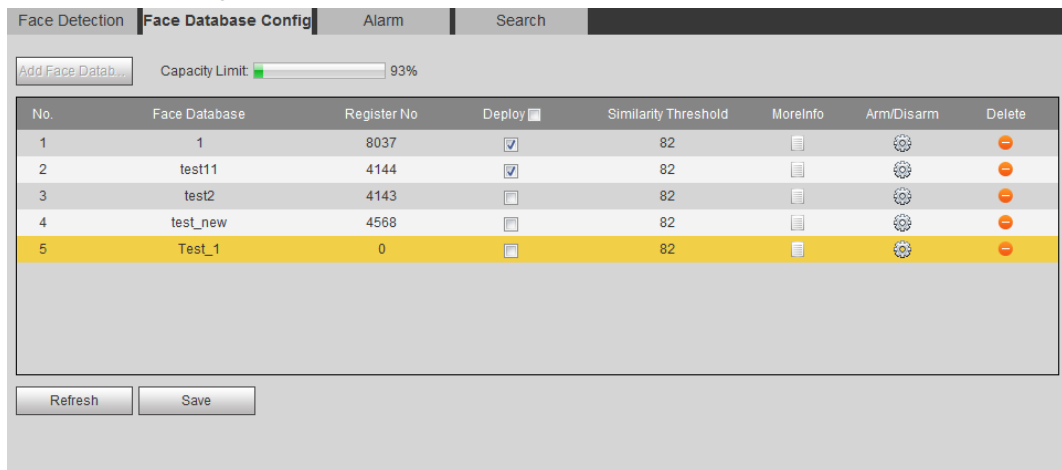 Face Detection Face Database Config Alarm Search
Add Face Datab... Capacity Limit: 93%
No. Face Database Register No Deploy Similarity Threshold MoreInfo Arm/Disarm Delete
1 1 8037 82
2 test11 4144 82
3 test2 4143 82
4 test_new 4568 82
5 Test_1 0 82
Refresh Save